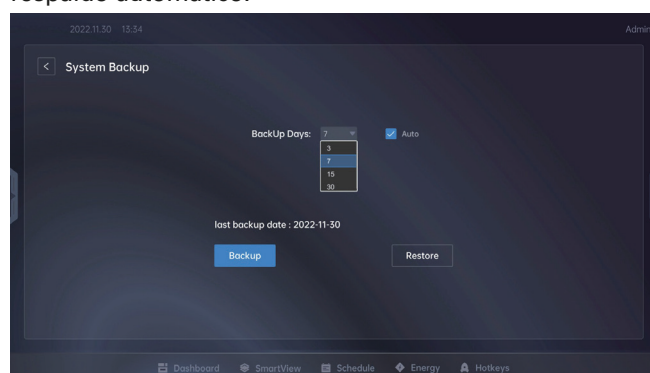 respaldo automático.
2022.11.30 13:34
Admin
< System Backup
BackUp Days: 7 Auto
3
7
15
30
last backup date : 2022-11-30
Backup Restore
Dashboard SmartView Schedule Energy Hotkeys